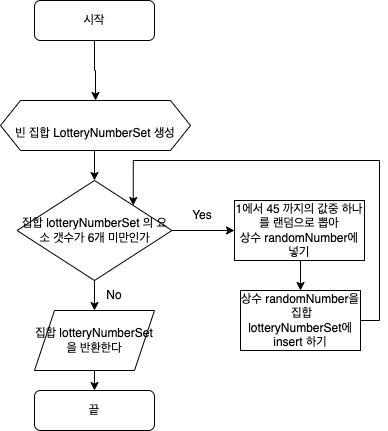 시작
빈 집합 LotteryNumberSet 생성
집합 lotteryNumberSet 의 요
소 갯수가 6개 미만인가
Yes
1에서 45 까지의 값중 하나
를 랜덤으로 뽑아
상수 randomNumber에
넣기
상수 randomNumber을
집합
lotteryNumberSet에
insert 하기
No
집합 lotteryNumberSet
을 반환한다
끝